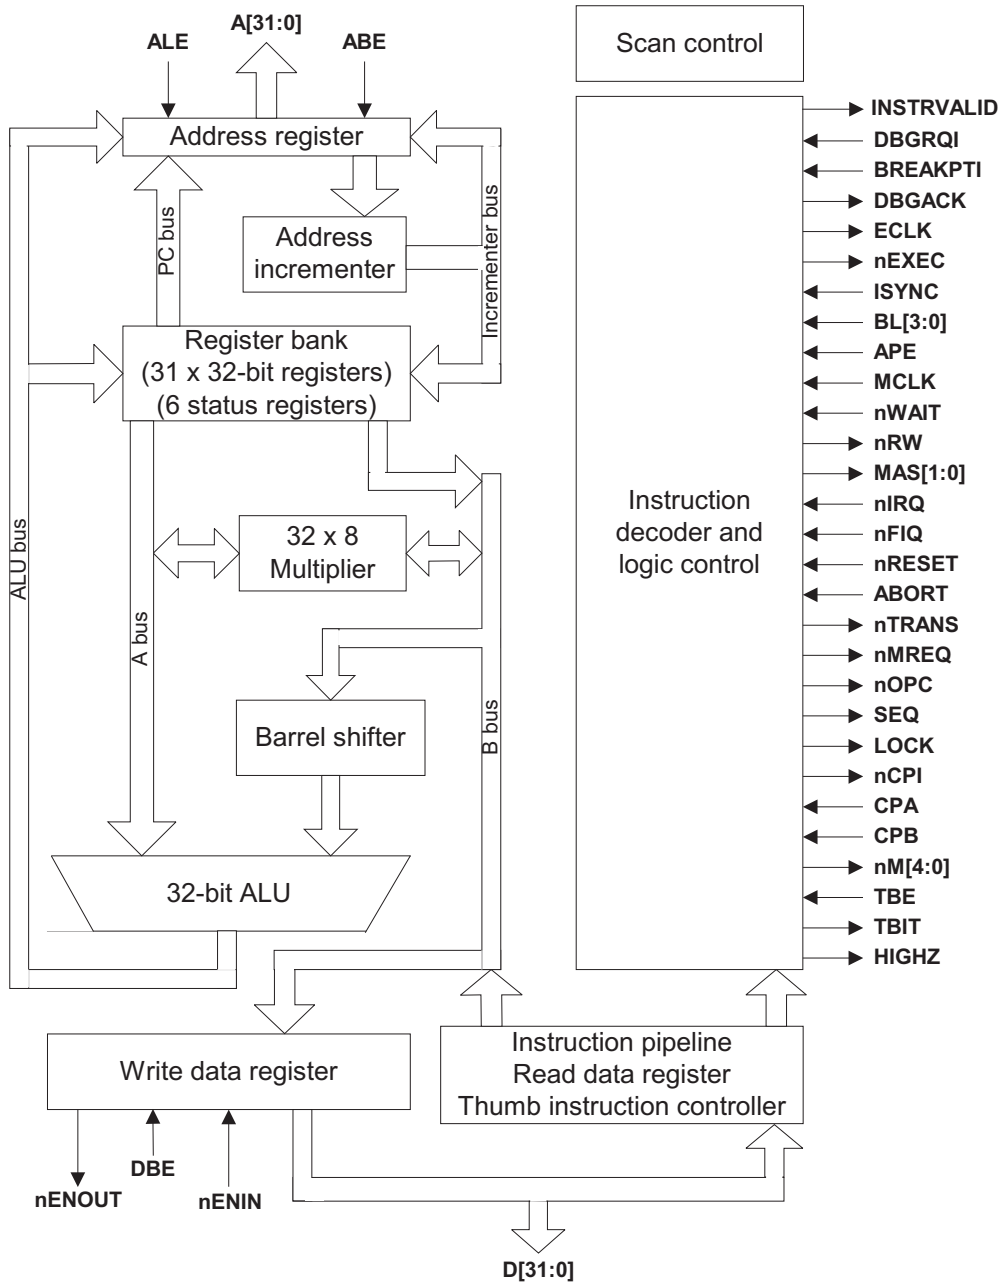 A[31:0]
ALE
ABE
Scan control
Address register
INSTRVALID
DBGRQI
BREAKPTI
DBGACK
ECLK
nEXEC
ISYNC
BL[3:0]
APE
MCLK
nWAIT
nRW
MAS[1:0]
nIRQ
nFIQ
nRESET
ABORT
nTRANS
nMREQ
nOPC
SEQ
LOCK
nCPI
CPA
CPB
nM[4:0]
TBE
TBIT
HIGHZ
PC bus
Address
incrementer
Incrementer bus
Register bank
(31 x 32-bit registers)
(6 status registers)
ALU bus
A bus
32 x 8
Multiplier
Instruction
decoder and
logic control
B bus
Barrel shifter
32-bit ALU
Write data register
Instruction pipeline
Read data register
Thumb instruction controller
DBE
nENOUT
nENIN
D[31:0]